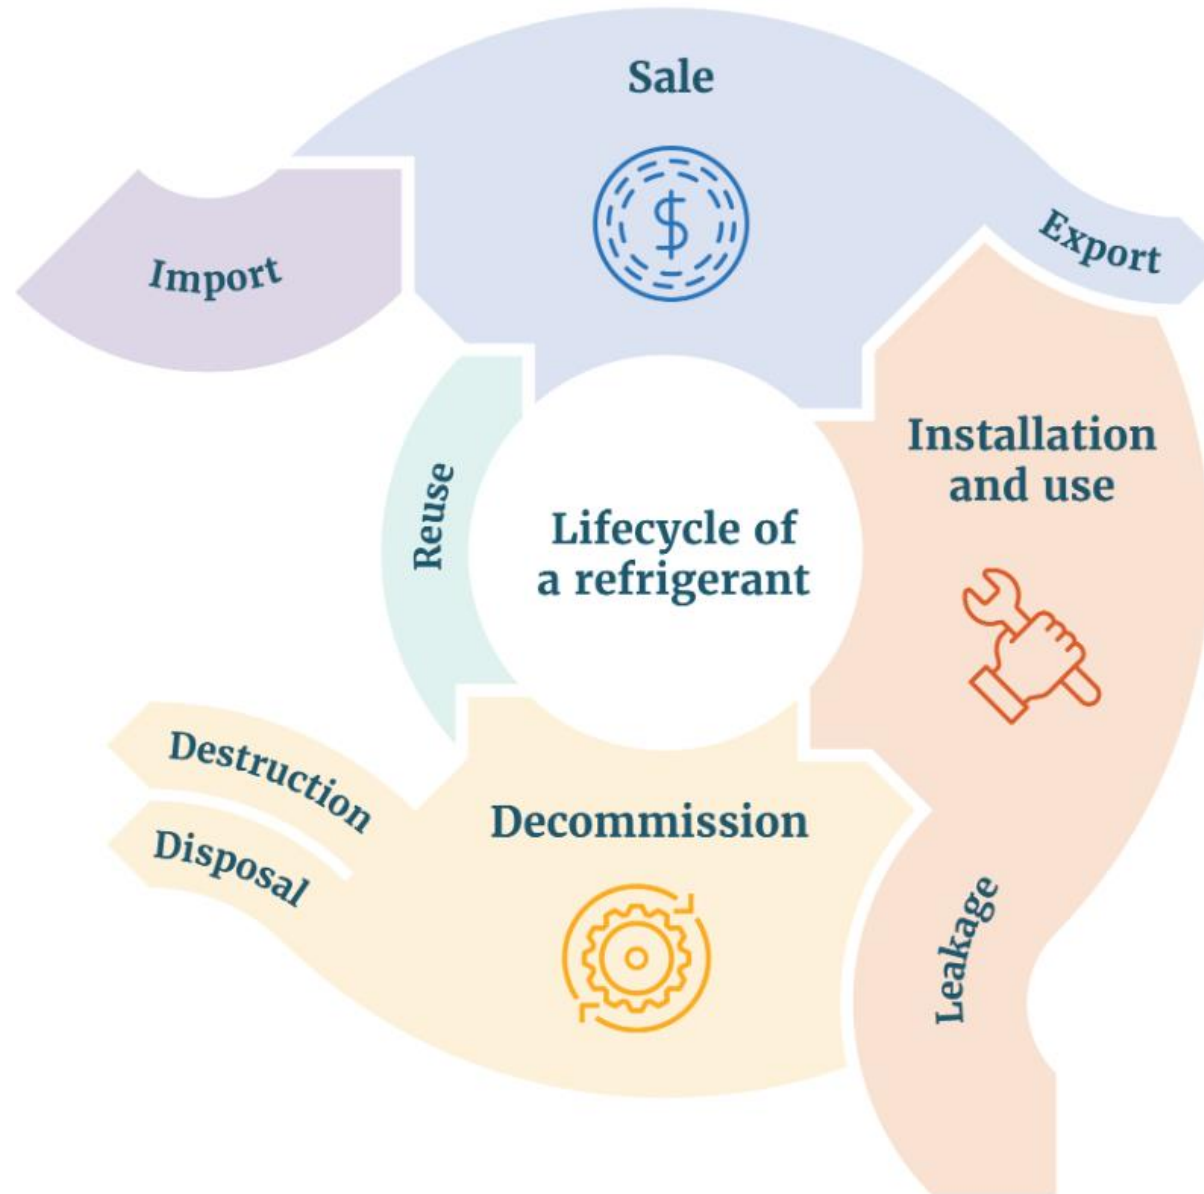 Sale
$
Export
Import
Installation
and use
Reuse
Lifecycle of
a refrigerant
Destruction
Disposal
Decommission
Leakage